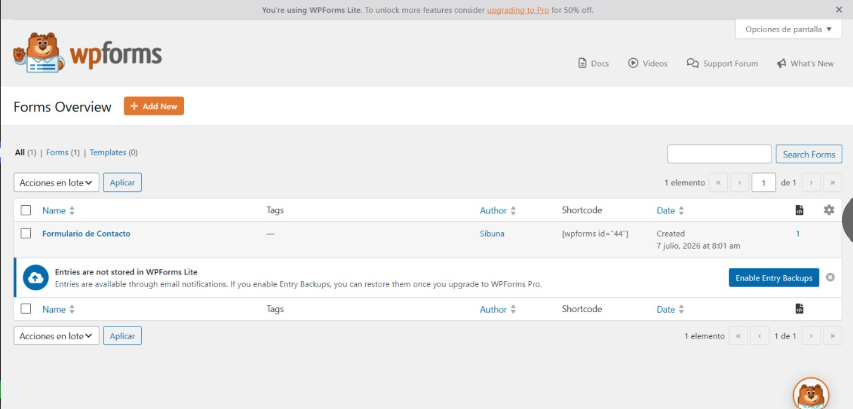 You're using WPForms Lite. To unlock more features consider upgrading to Pro for 50% off.
Opciones de pantalla
wpforms
Docs Videos Support Forum What's New
Forms Overview + Add New
All (1) | Forms (1) | Templates (0)
Search Forms
Acciones en lote Aplicar 1 elemento « ‹ 1 de 1 › »
Name Tags Author Shortcode Date
Formulario de Contacto — Sibuna [wpforms id="44"] Created 1
7 julio, 2026 at 8:01 am
Entries are not stored in WPForms Lite
Entries are available through email notifications. If you enable Entry Backups, you can restore them once you upgrade to WPForms Pro.
Enable Entry Backups
Name Tags Author Shortcode Date
Acciones en lote Aplicar 1 elemento « ‹ 1 de 1 › »